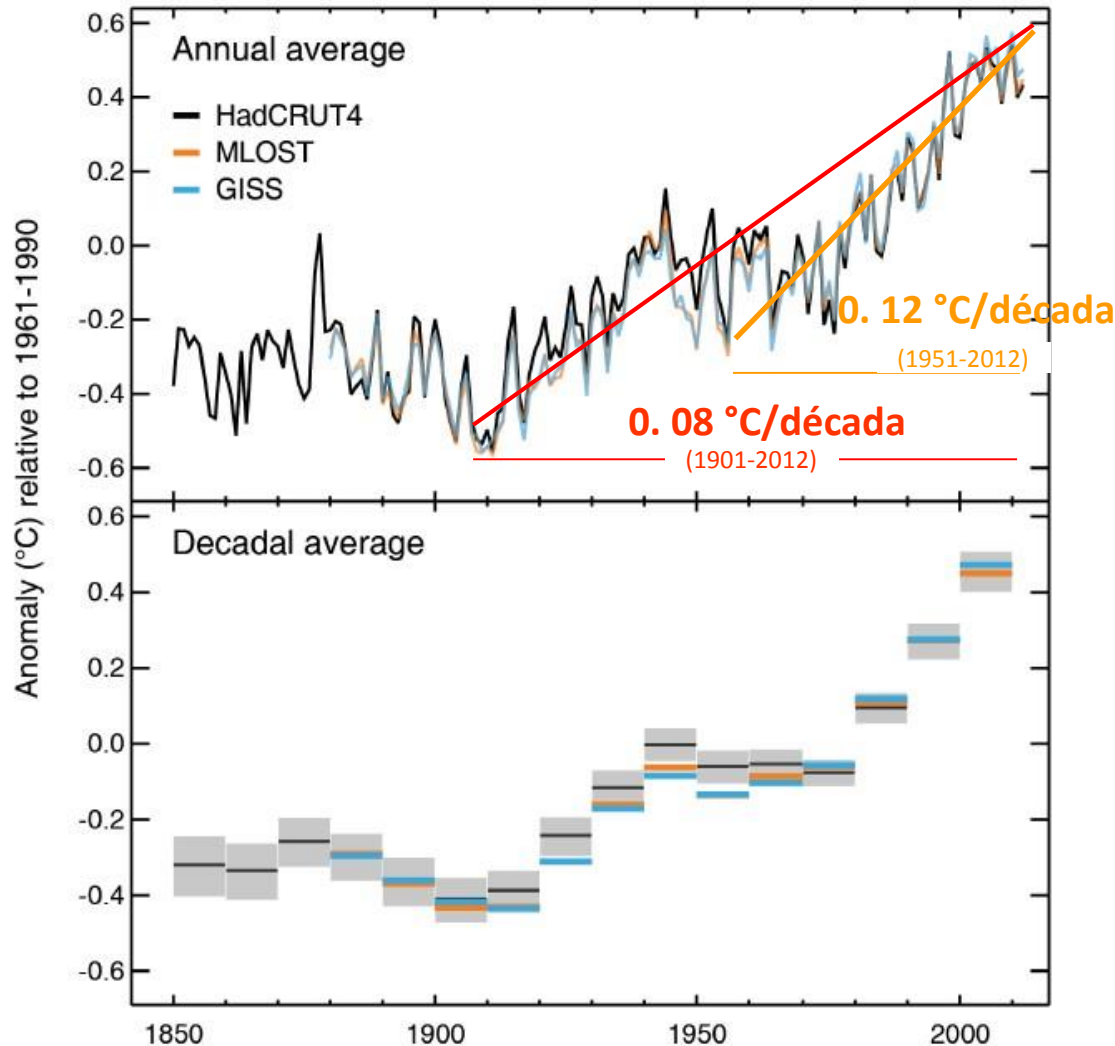 Annual average
HadCRUT4
MLOST
GISS
0.6
0.4
0.2
0.0
-0.2
-0.4
-0.6
0. 12 °C/década
(1951-2012)
0. 08 °C/década
(1901-2012)
Anomaly (°C) relative to 1961-1990
Decadal average
0.6
0.4
0.2
0.0
-0.2
-0.4
-0.6
1850 1900 1950 2000